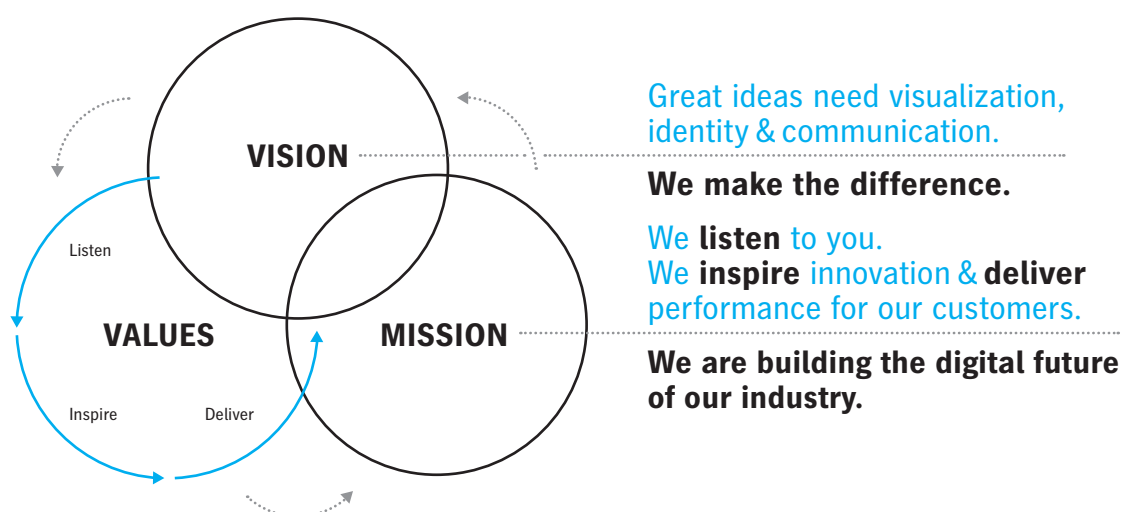 VISION
Listen
VALUES
Inspire
Deliver
MISSION
Great ideas need visualization,
identity & communication.
We make the difference.
We listen to you.
We inspire innovation & deliver
performance for our customers.
We are building the digital future
of our industry.